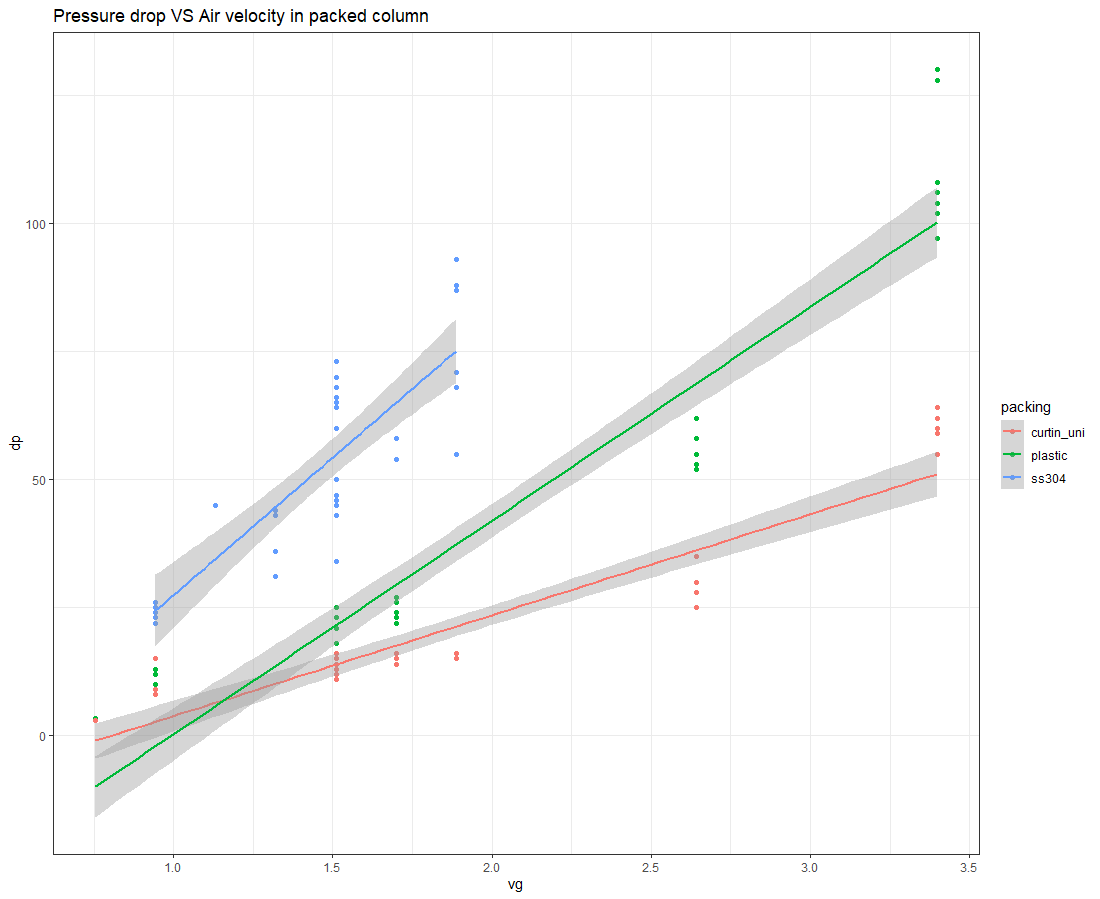 Pressure drop VS Air velocity in packed column
100
50
0
dp
1.0 1.5 2.0 2.5 3.0 3.5
vg
packing
curtin_uni
plastic
ss304